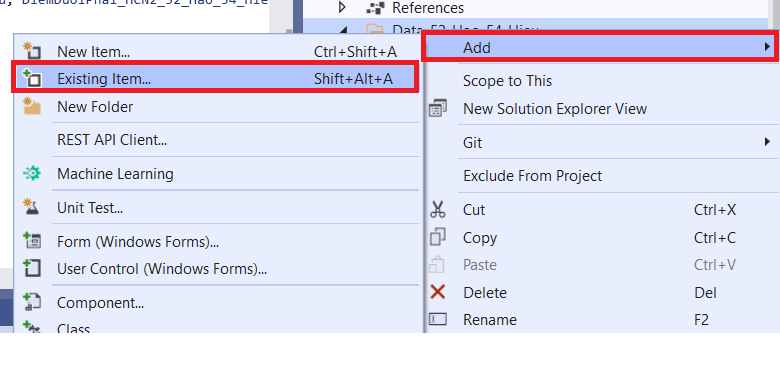 References
New Item... Ctrl+Shift+A
Existing Item... Shift+Alt+A
New Folder
REST API Client...
Machine Learning
Unit Test...
Form (Windows Forms)...
User Control (Windows Forms)...
Component...
Class
Add
Scope to This
New Solution Explorer View
Git
Exclude From Project
Cut Ctrl+X
Copy Ctrl+C
Paste Ctrl+V
Delete Del
Rename F2